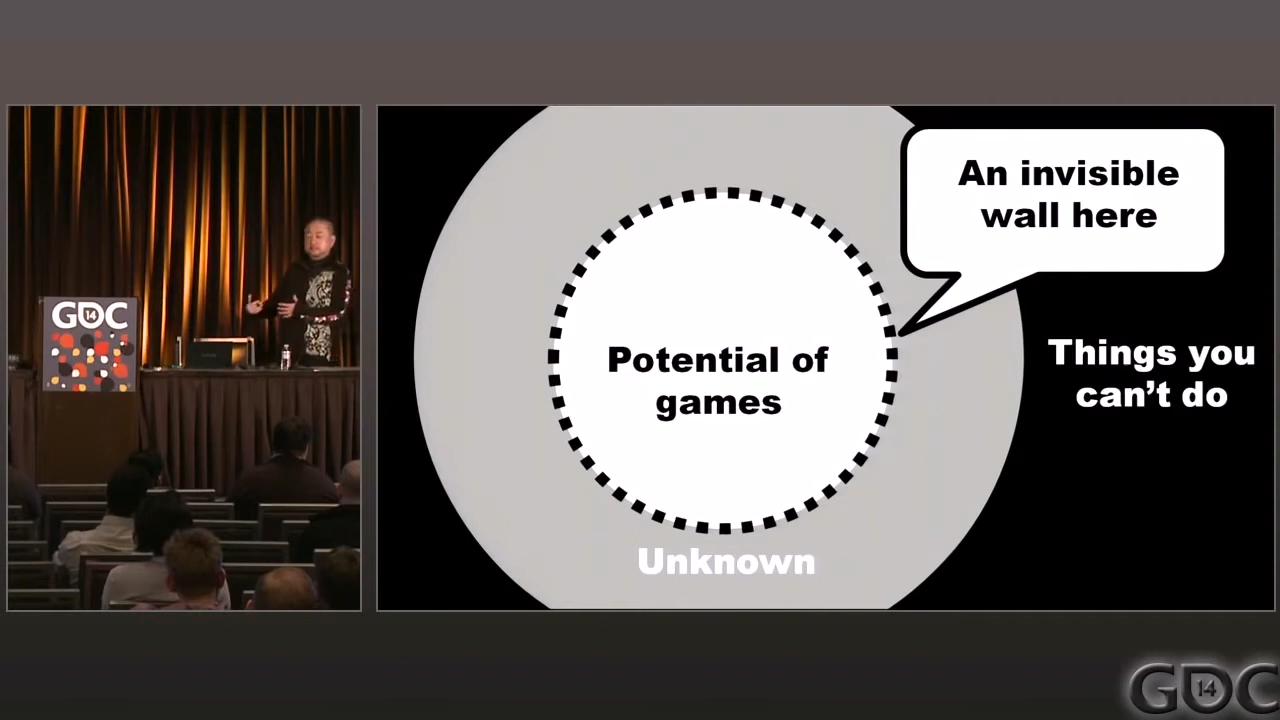 GDC
14
An invisible
wall here
Potential of
games
Things you
can’t do
Unknown
GDC
14